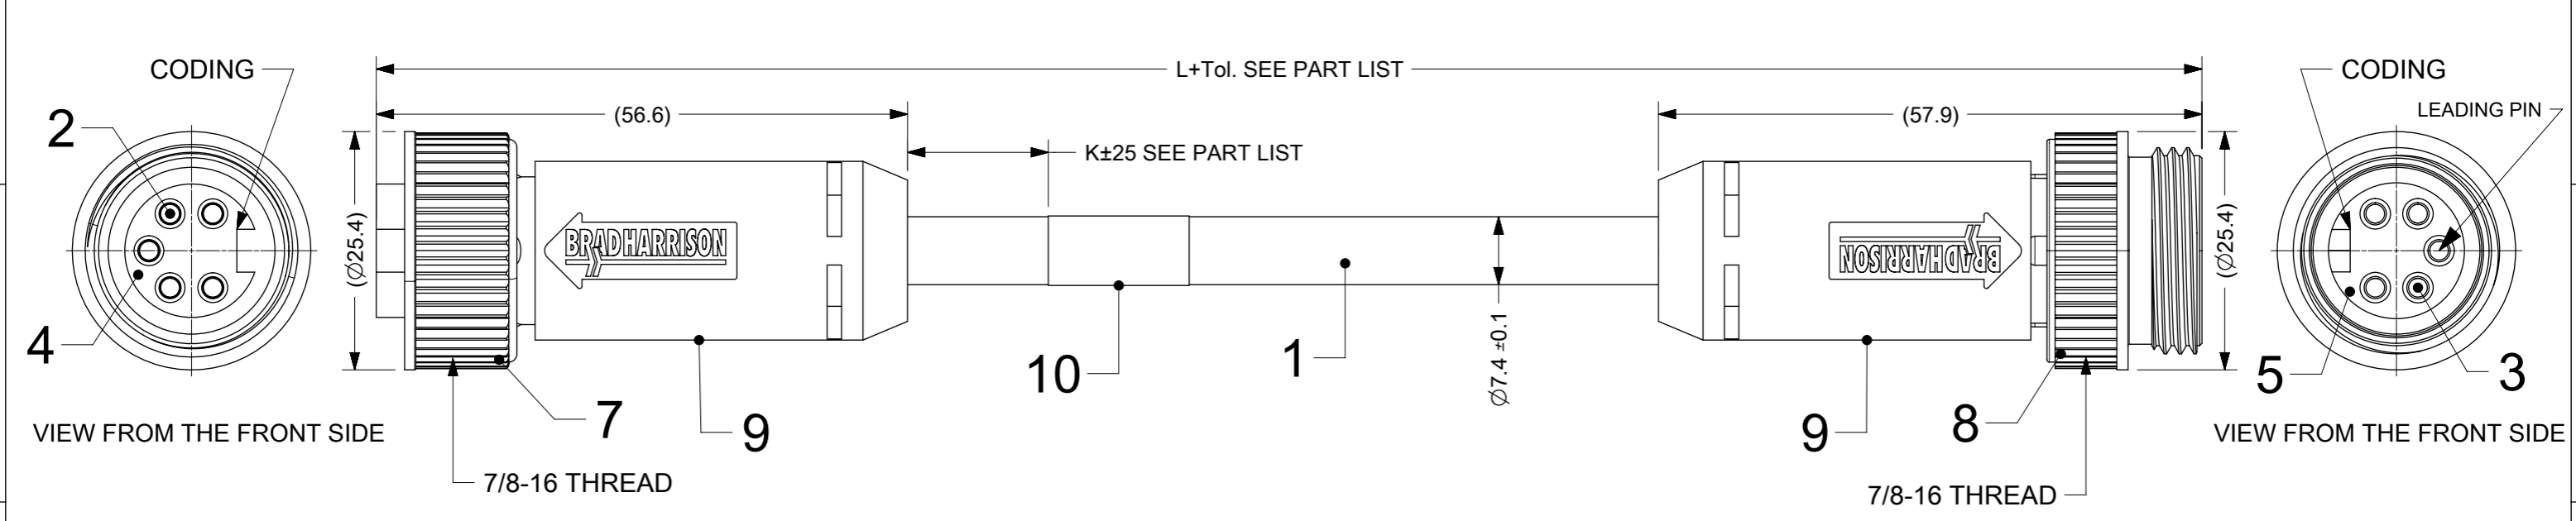 CODING
L+Tol. SEE PART LIST
CODING
2
(56.6)
(57.9)
LEADING PIN
K±25 SEE PART LIST
(Ø25.4)
BRADHARRISON
BRADHARRISON
(Ø25.4)
4
10
1
Ø7.4 ±0.1
5
3
7
9
9
8
VIEW FROM THE FRONT SIDE
VIEW FROM THE FRONT SIDE
7/8-16 THREAD
7/8-16 THREAD